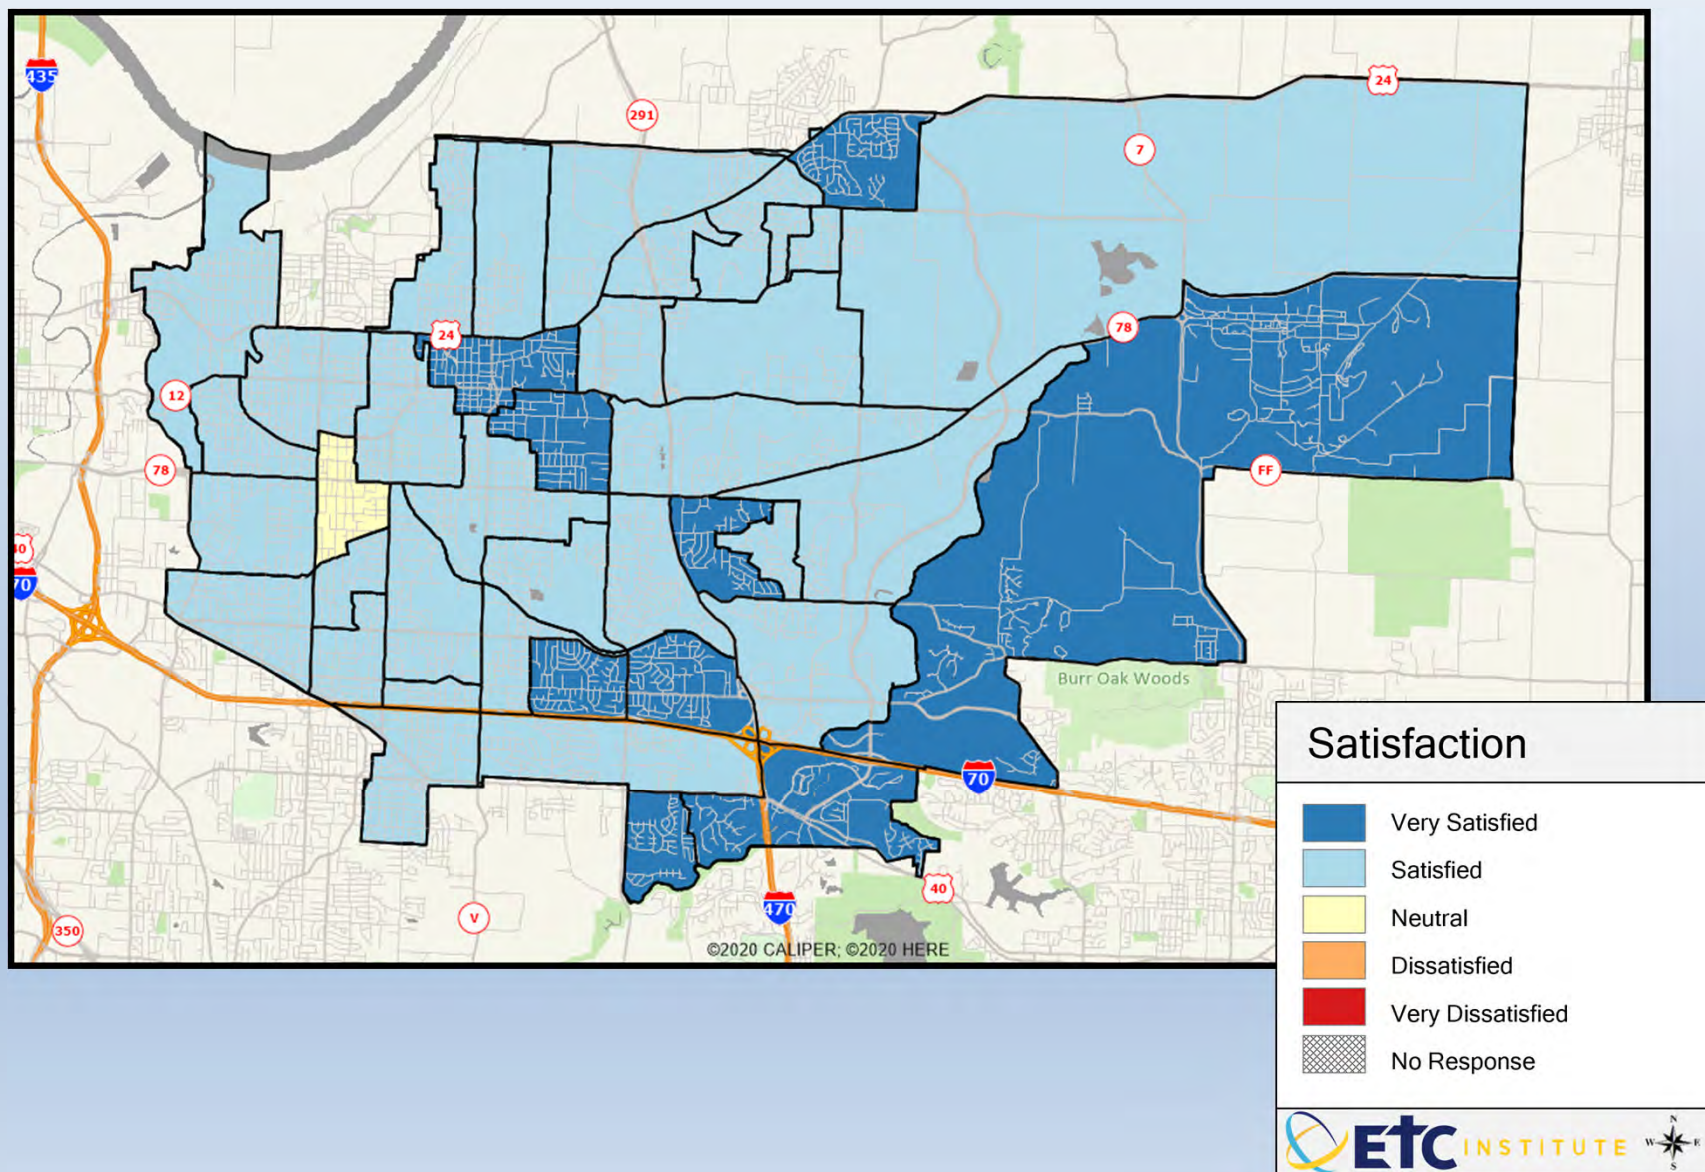 435
291
24
7
24
78
12
78
FF
40
70
Burr Oak Woods
70
40
470
V
350
©2020 CALIPER; ©2020 HERE
Satisfaction
Very Satisfied
Satisfied
Neutral
Dissatisfied
Very Dissatisfied
No Response
ETC INSTITUTE
N
W E
S